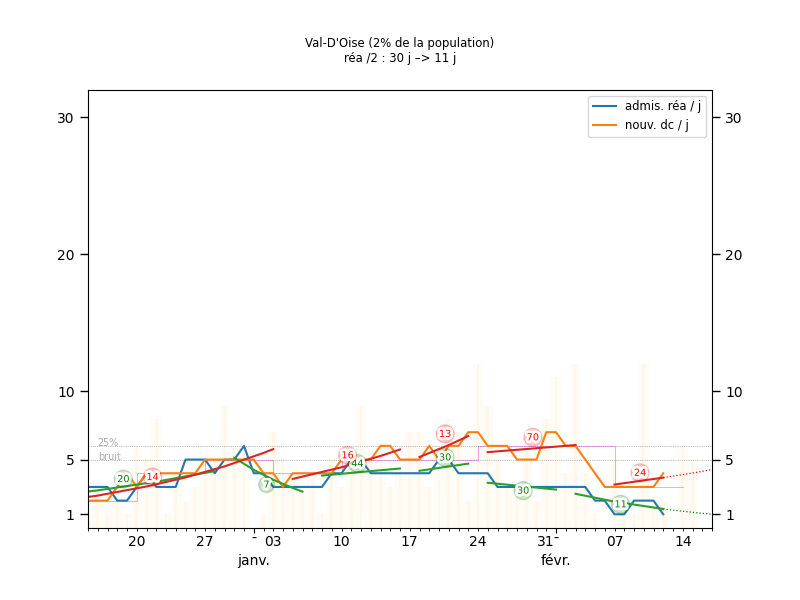 Val-D'Oise (2% de la population)
réa /2 : 30 j –> 11 j
admis. réa / j
nouv. dc / j
30 30
20 20
10 10
25%
bruit
5 5
1 1
20 14 7 16 44 13 30 70 30 24 11
20 27 - 03 10 17 24 31 - 07 14
janv. févr.